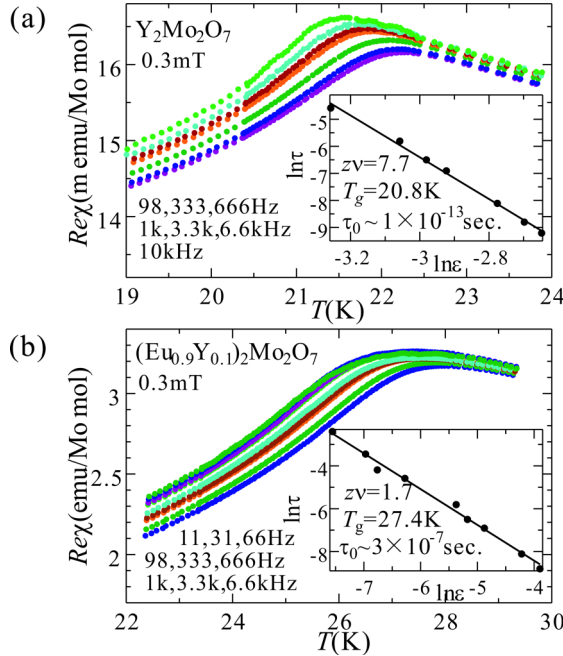 (a)
Y₂Mo₂O₇
0.3mT
Reχ(m emu/Mo mol)
16
15
14
98,333,666Hz
1k,3.3k,6.6kHz
10kHz
lnτ
-5
-6
-7
-8
-9
zν=7.7
T_g=20.8K
τ₀~1×10⁻¹³sec.
-3.2 -3 -2.8
lnε
19 20 21 22 23 24
T(K)
(b)
(Eu₀.₉Y₀.₁)₂Mo₂O₇
0.3mT
Reχ(emu/Mo mol)
3
2.5
2
11,31,66Hz
98,333,666Hz
1k,3.3k,6.6kHz
lnτ
-4
-6
-8
zν=1.7
T_g=27.4K
τ₀~3×10⁻⁷sec.
-7 -6 -5 -4
lnε
22 24 26 28 30
T(K)